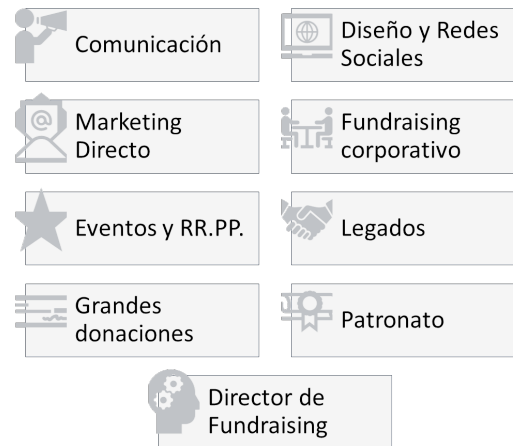 Comunicación
Diseño y Redes
Sociales
Marketing
Directo
Fundraising
corporativo
Eventos y RR.PP.
Legados
Grandes
donaciones
Patronato
Director de
Fundraising